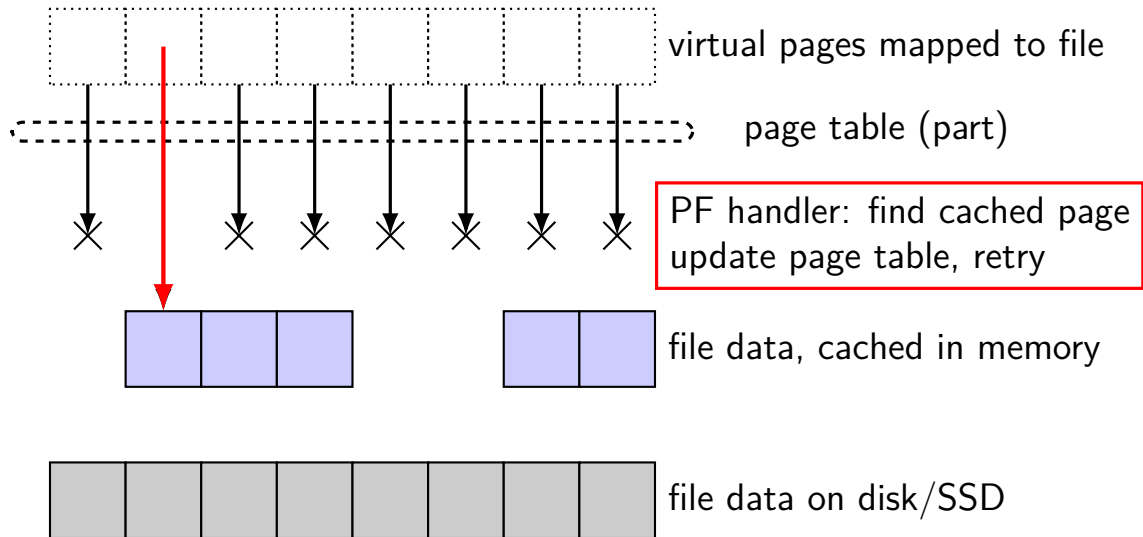 virtual pages mapped to file
page table (part)
PF handler: find cached page
update page table, retry
file data, cached in memory
file data on disk/SSD